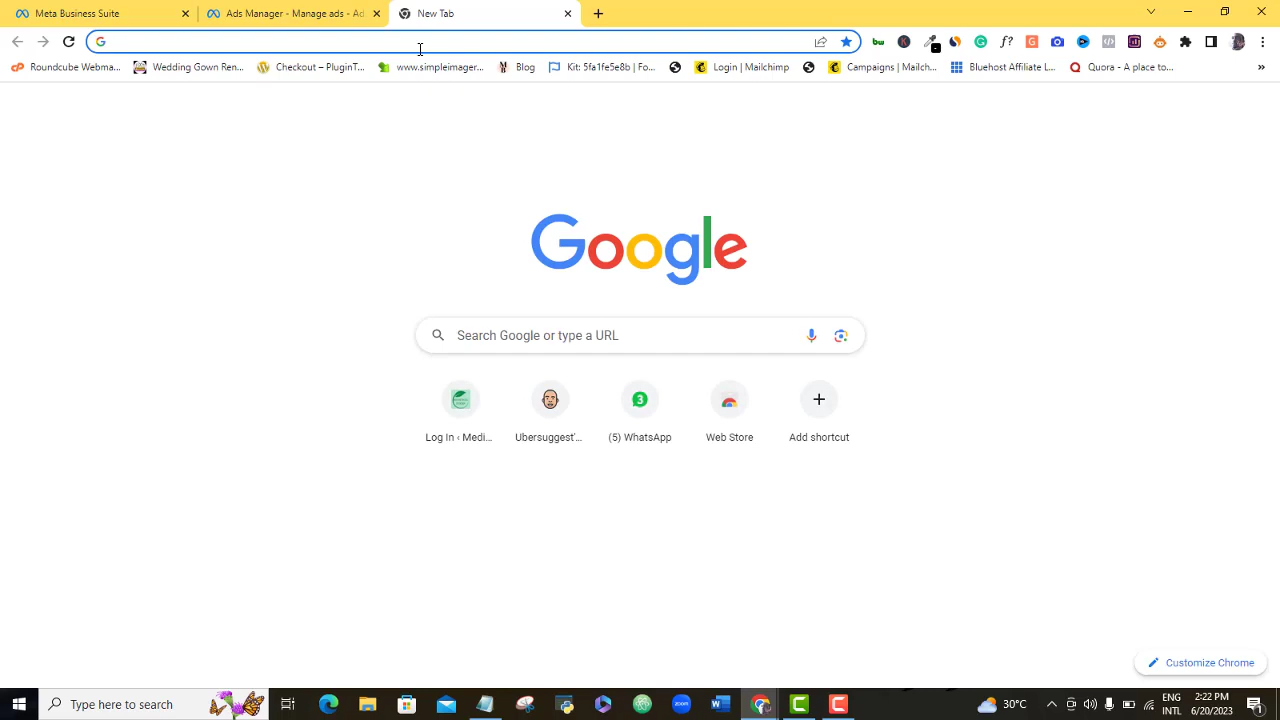 Meta Business Suite
Ads Manager - Manage ads - Ad
New Tab
Roundcube Webma...
Wedding Gown Ren...
Checkout – PluginT...
www.simpleimager...
Blog
Kit: 5fa1fe5e8b | Fo...
Login | Mailchimp
Campaigns | Mailch...
Bluehost Affiliate L...
Quora - A place to...
»
Google
Search Google or type a URL
Log In ‹ Medi...
Ubersuggest'...
3
(5) WhatsApp
Web Store
Add shortcut
Customize Chrome
Type here to search
zoom
30°C
ENG
INTL
2:22 PM
6/20/2023
1